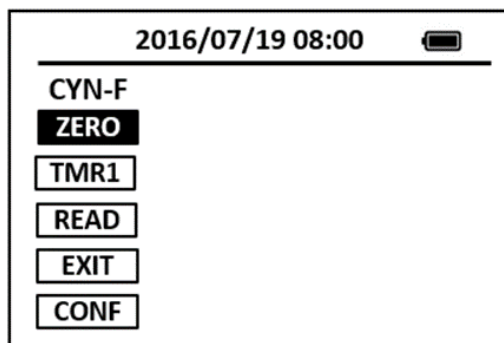 2016/07/19 08:00
CYN-F
ZERO
TMR1
READ
EXIT
CONF